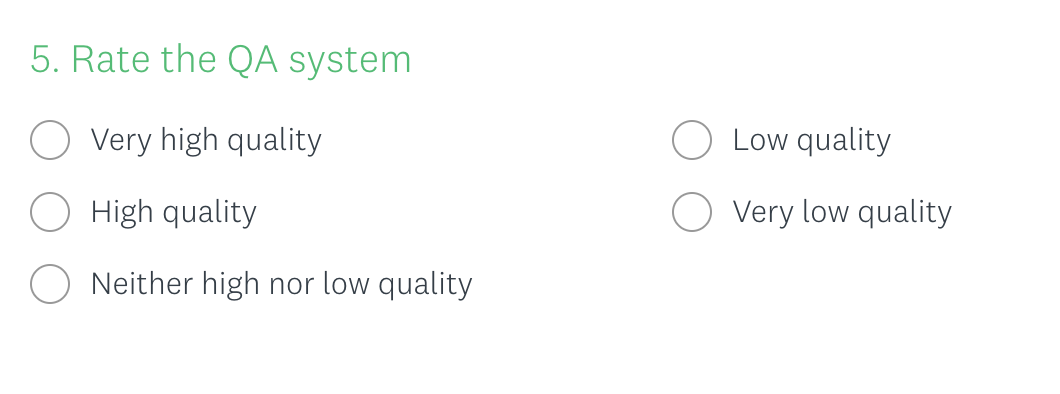 5. Rate the QA system
Very high quality
High quality
Neither high nor low quality
Low quality
Very low quality